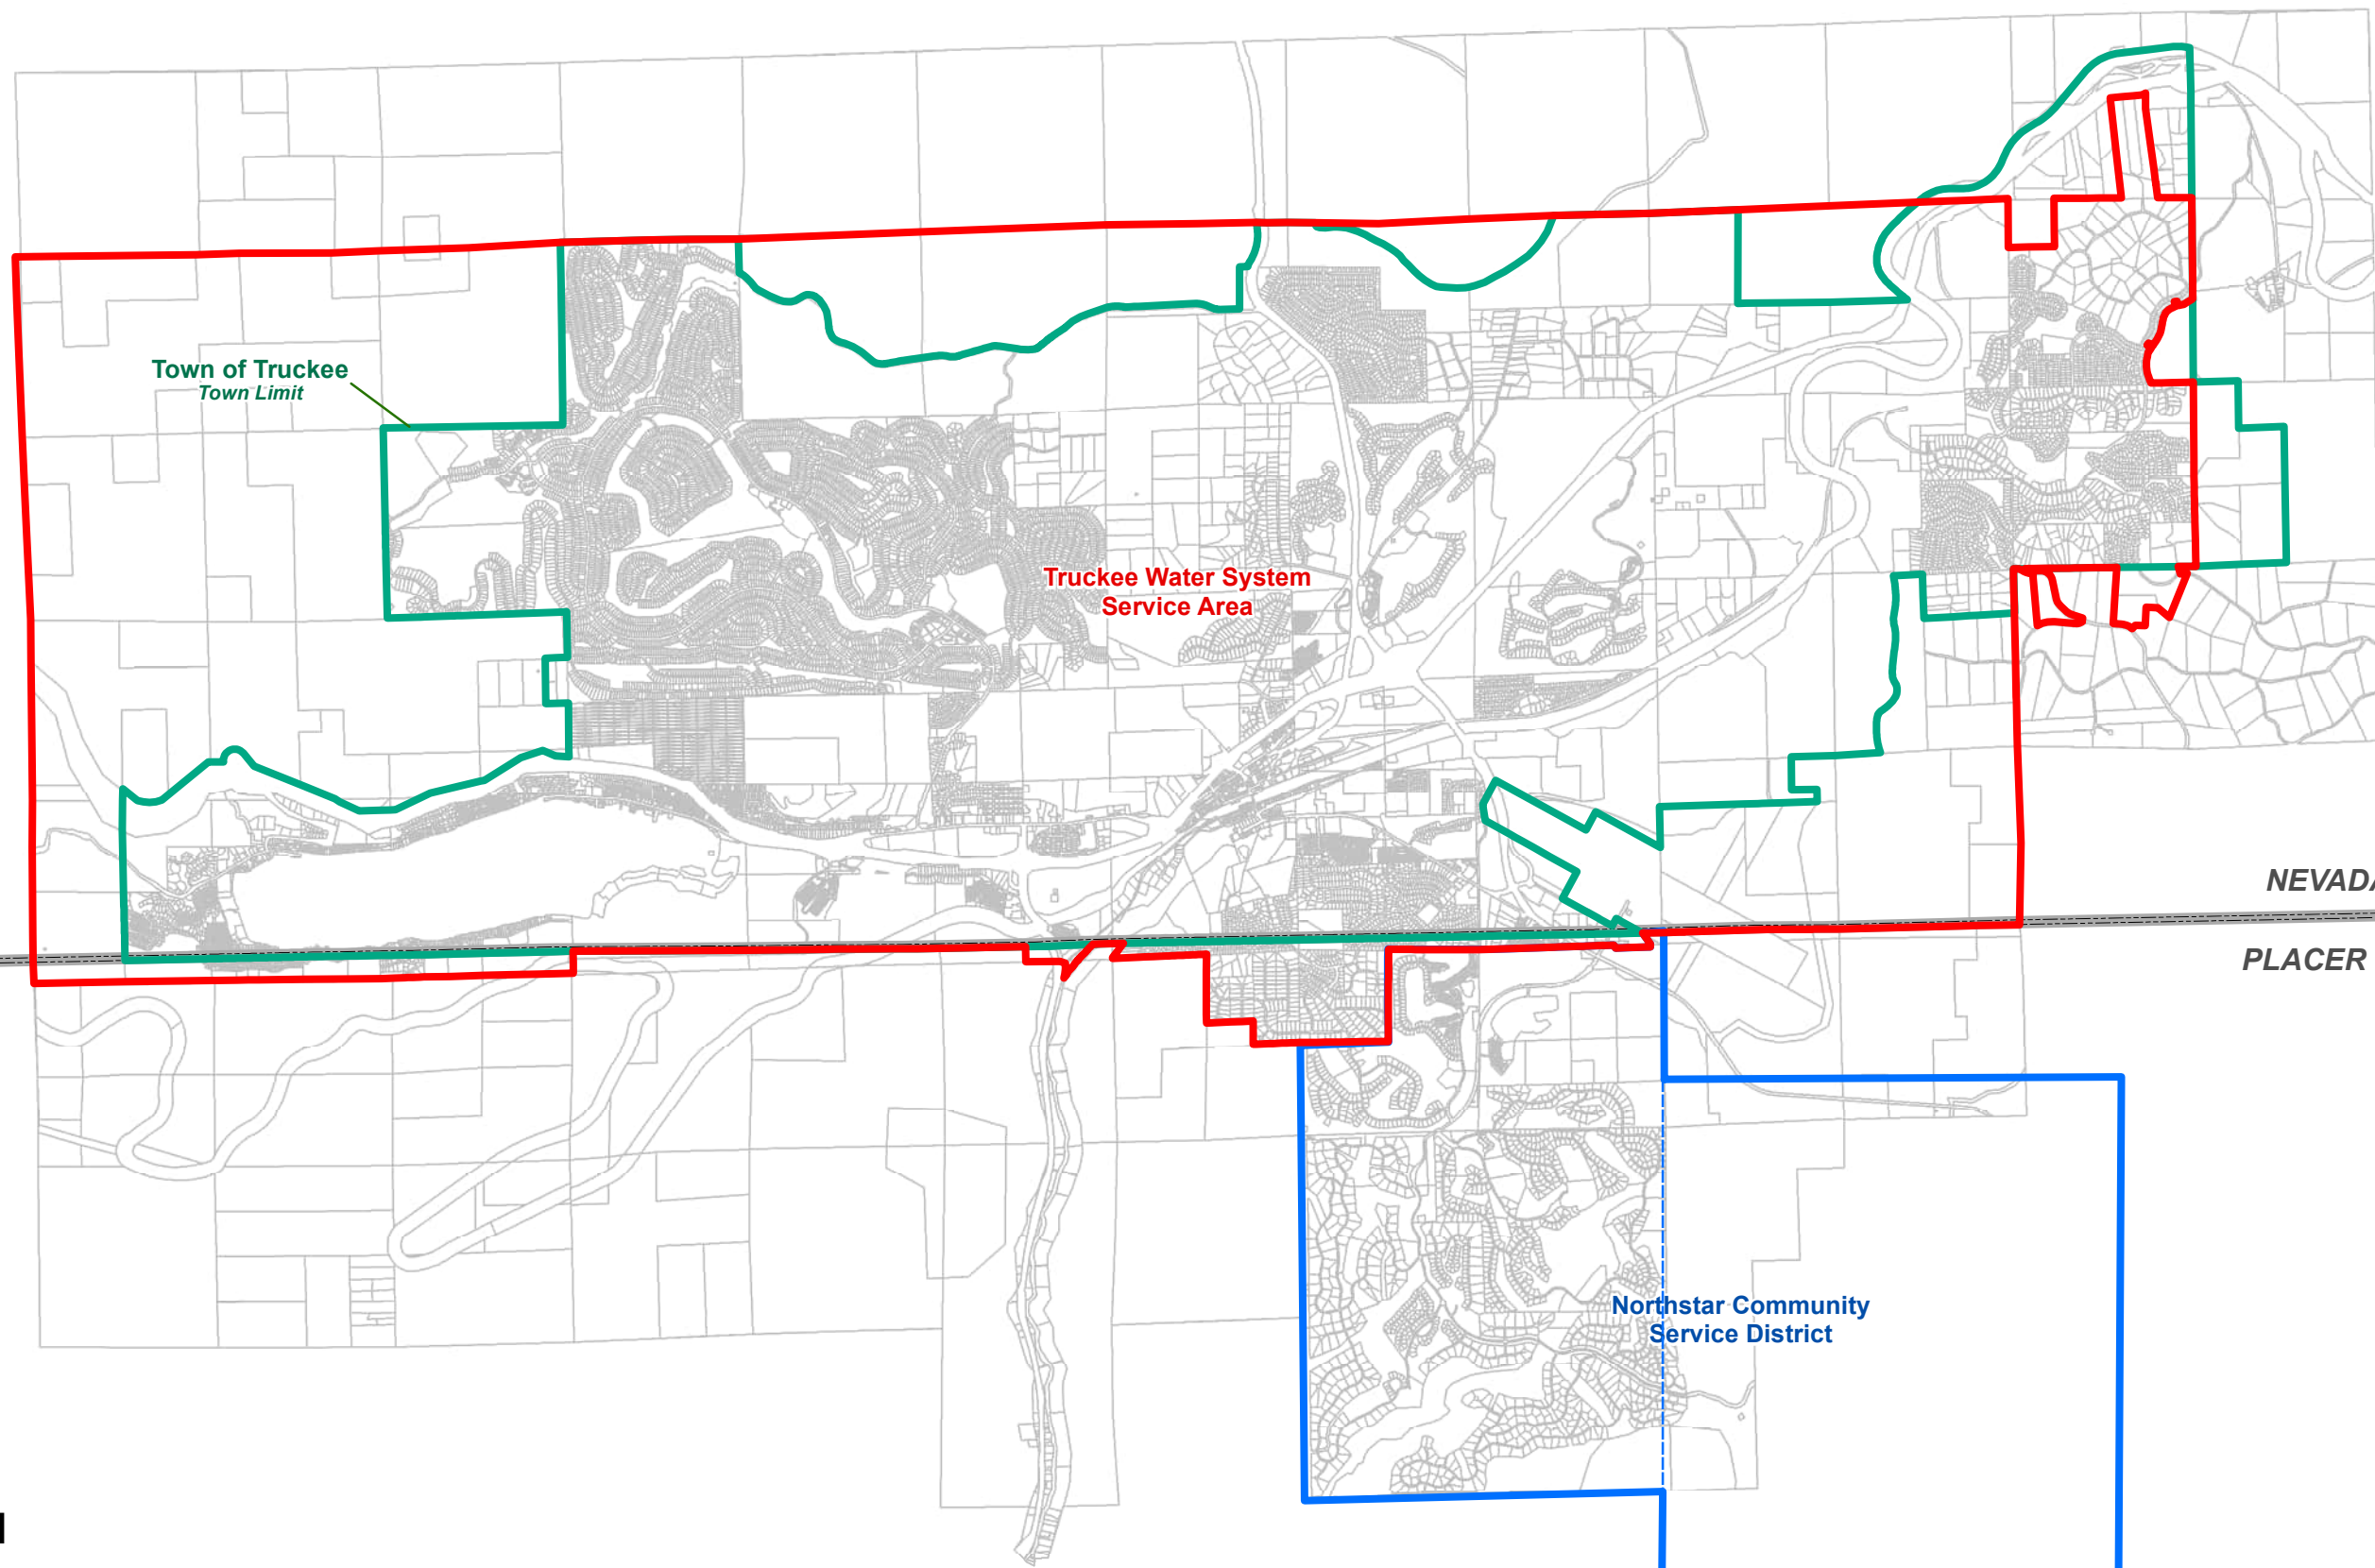 Town of Truckee
Town Limit
Truckee Water System
Service Area
NEVADA
PLACER
Northstar Community
Service District